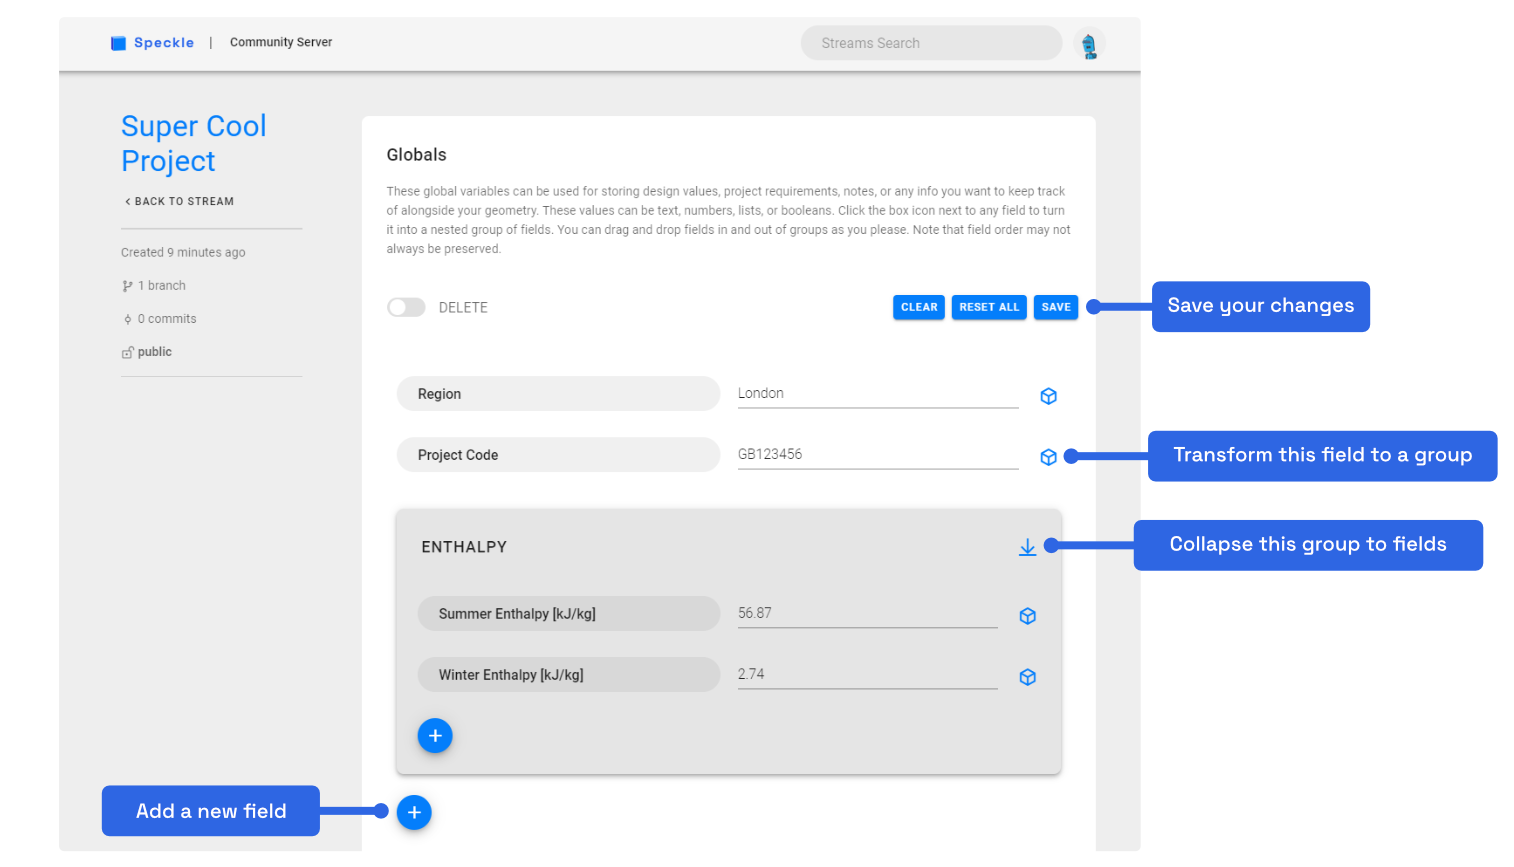 Speckle | Community Server
Streams Search
Super Cool
Project
< BACK TO STREAM
Created 9 minutes ago
1 branch
0 commits
public
Globals
These global variables can be used for storing design values, project requirements, notes, or any info you want to keep track
of alongside your geometry. These values can be text, numbers, lists, or booleans. Click the box icon next to any field to turn
it into a nested group of fields. You can drag and drop fields in and out of groups as you please. Note that field order may not
always be preserved.
DELETE
CLEAR
RESET ALL
SAVE
Save your changes
Region
London
Project Code
GB123456
Transform this field to a group
ENTHALPY
Collapse this group to fields
Summer Enthalpy [kJ/kg]
56.87
Winter Enthalpy [kJ/kg]
2.74
+
Add a new field
+